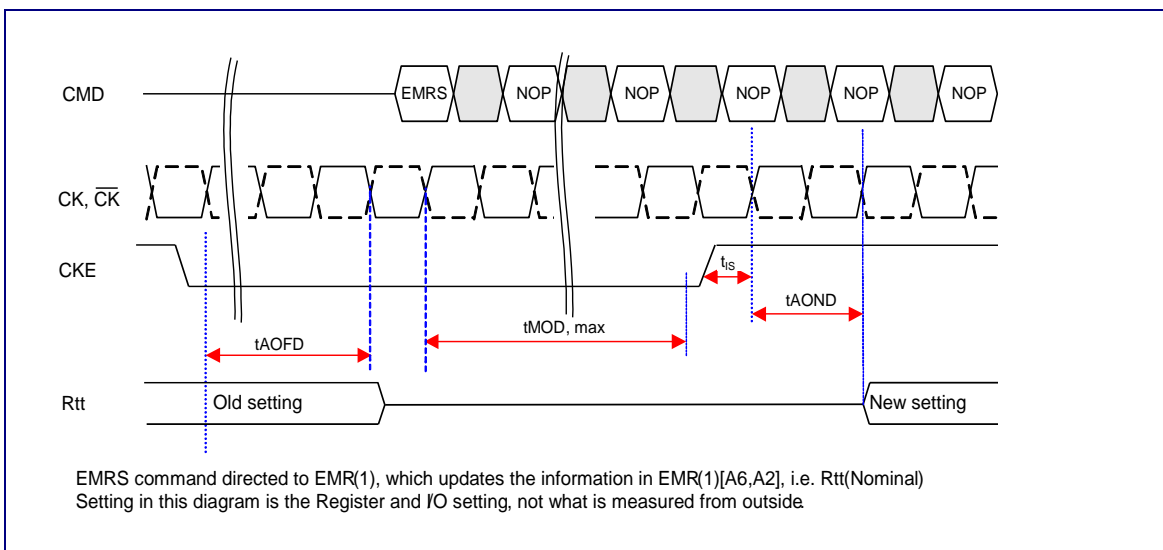 CMD
EMRS NOP NOP NOP NOP NOP
CK, C̅K̅
CKE
tIS
tAOND
tMOD, max
tAOFD
Rtt
Old setting
New setting
EMRS command directed to EMR(1), which updates the information in EMR(1)[A6,A2], i.e. Rtt(Nominal)
Setting in this diagram is the Register and I/O setting, not what is measured from outside.